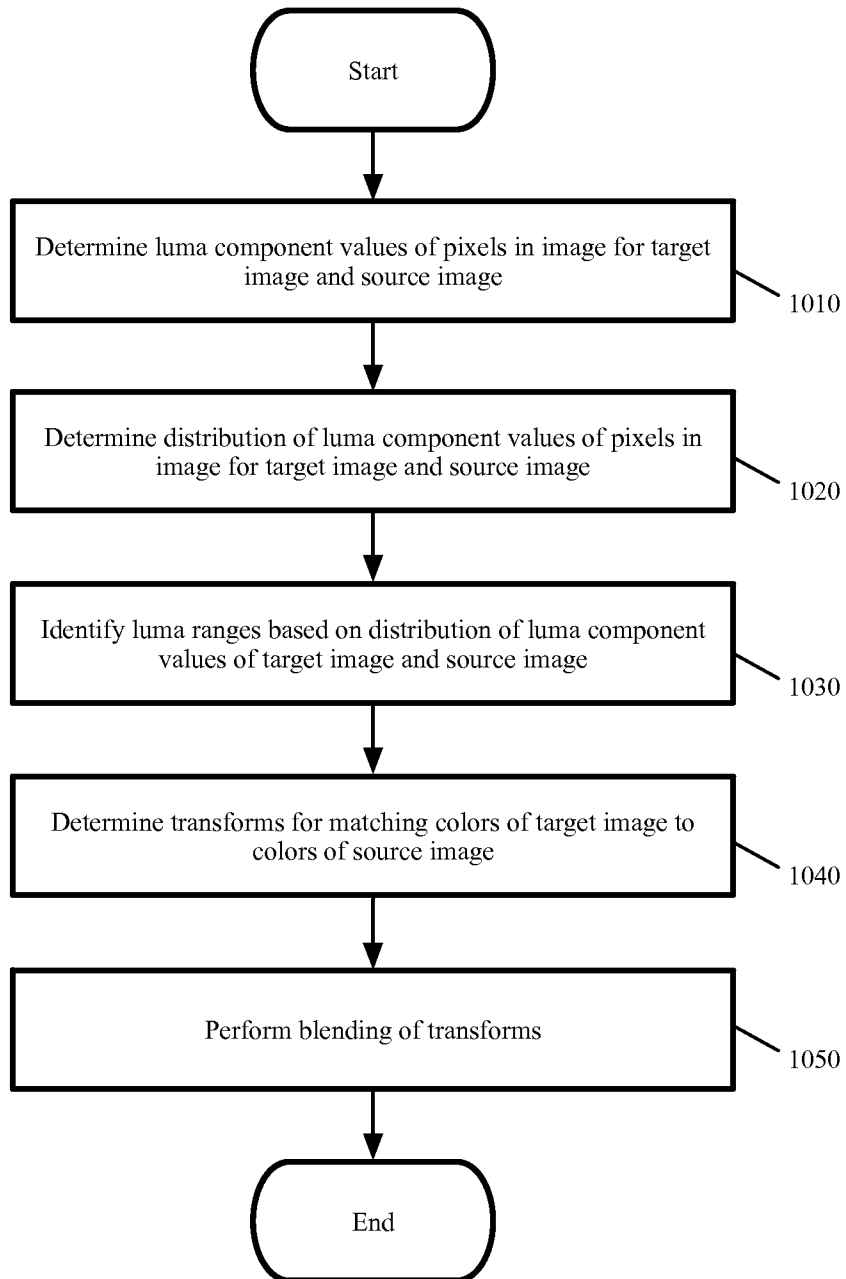 Start
Determine luma component values of pixels in image for target
image and source image
1010
Determine distribution of luma component values of pixels in
image for target image and source image
1020
Identify luma ranges based on distribution of luma component
values of target image and source image
1030
Determine transforms for matching colors of target image to
colors of source image
1040
Perform blending of transforms
1050
End